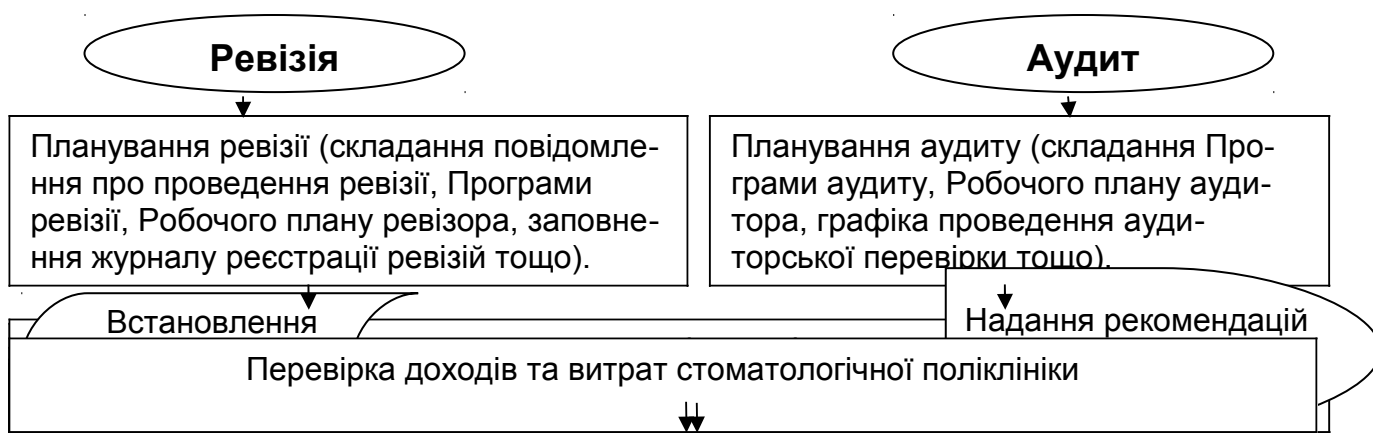 Ревізія
Аудит
Планування ревізії (складання повідомле-
ння про проведення ревізії, Програми
ревізії, Робочого плану ревізора, заповне-
ння журналу реєстрації ревізій тощо).
Планування аудиту (складання Про-
грами аудиту, Робочого плану ауди-
тора, графіка проведення ауди-
торської перевірки тощо).
Встановлення
Надання рекомендацій
Перевірка доходів та витрат стоматологічної поліклініки